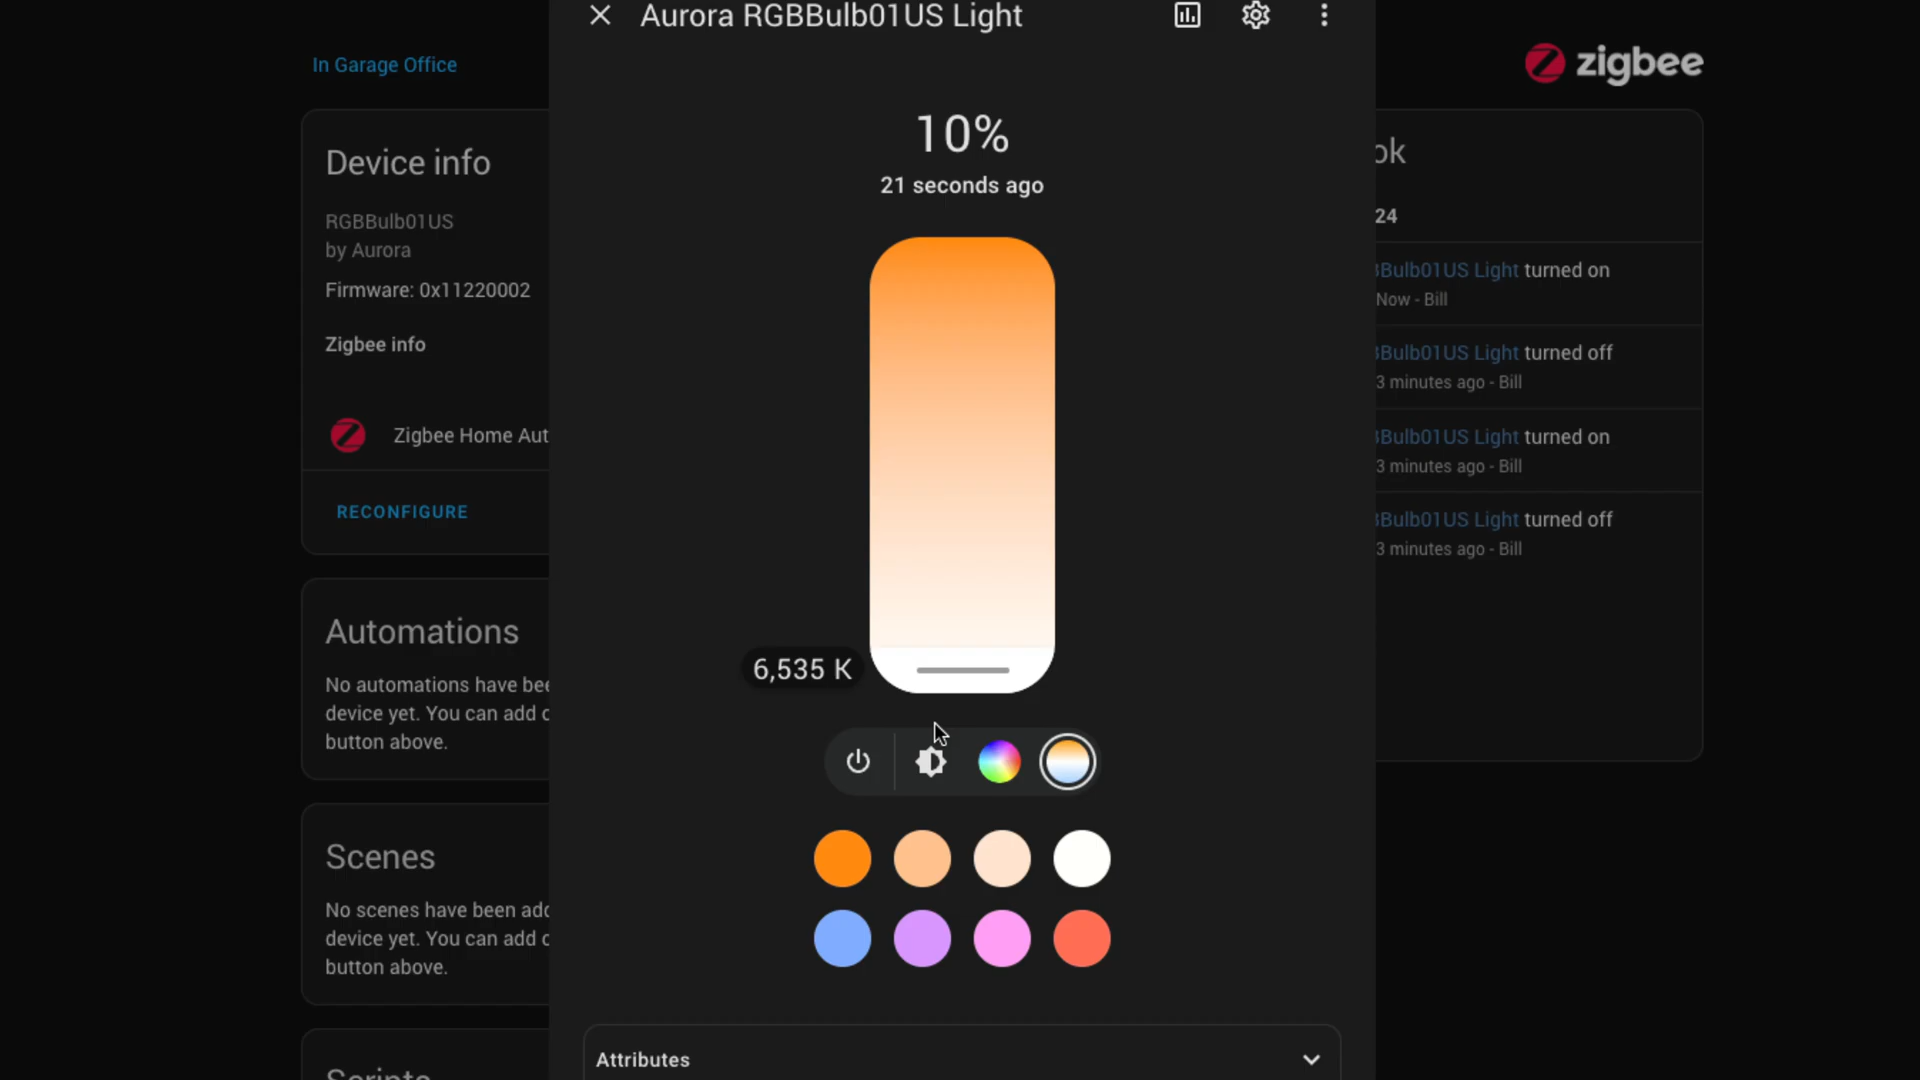 Aurora RGBBulb01US Light
In Garage Office
zigbee
10%
21 seconds ago
Device info
RGBBulb01US
by Aurora
Firmware: 0x11220002
Zigbee info
Zigbee Home Aut
RECONFIGURE
Automations
No automations have bee
device yet. You can add
button above.
Scenes
No scenes have been add
device yet. You can add
button above.
6,535 K
Attributes
ok
24
Bulb01US Light turned on
Now - Bill
Bulb01US Light turned off
3 minutes ago - Bill
Bulb01US Light turned on
3 minutes ago - Bill
Bulb01US Light turned off
3 minutes ago - Bill